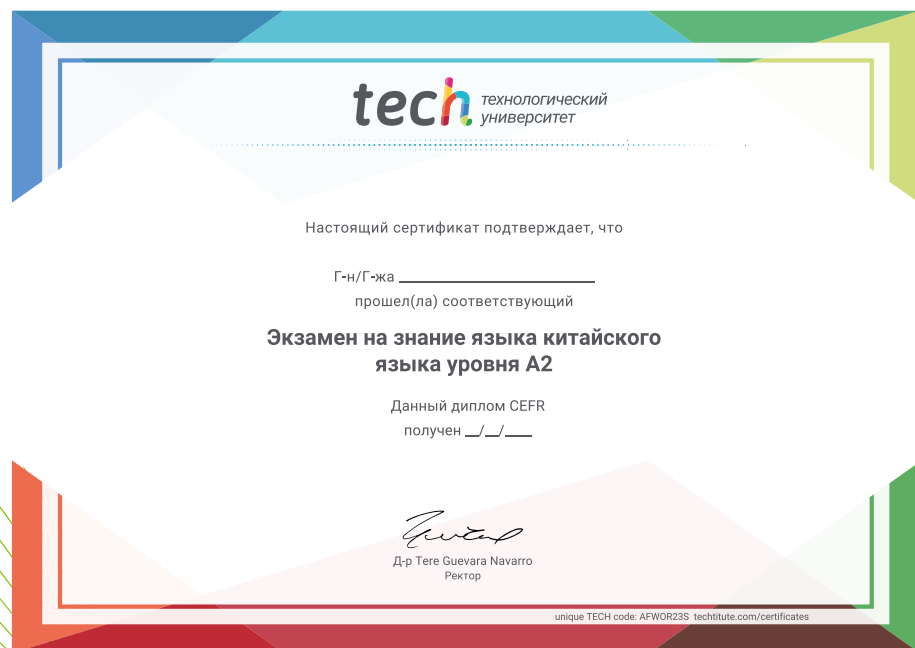 tech технологический
университет
Настоящий сертификат подтверждает, что
Г-н/Г-жа
прошел(ла) соответствующий
Экзамен на знание языка китайского
языка уровня А2
Данный диплом CEFR
получен __/__/____
Д-р Tere Guevara Navarro
Ректор
unique TECH code: AFWOR23S techtitute.com/certificates